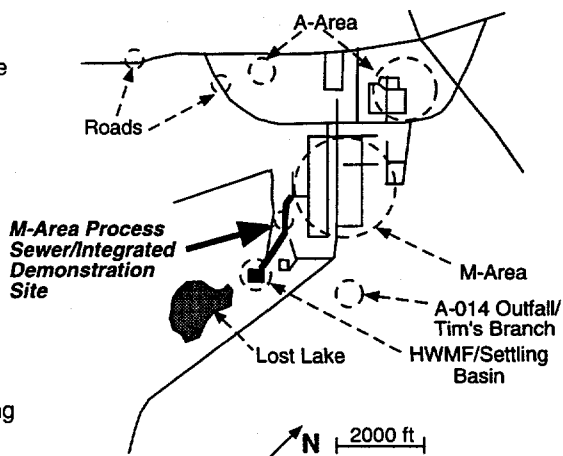 A-Area
Roads
M-Area Process
Sewer/Integrated
Demonstration
Site
M-Area
A-014 Outfall/
Tim's Branch
HWMF/Settling
Basin
Lost Lake
N
2000 ft